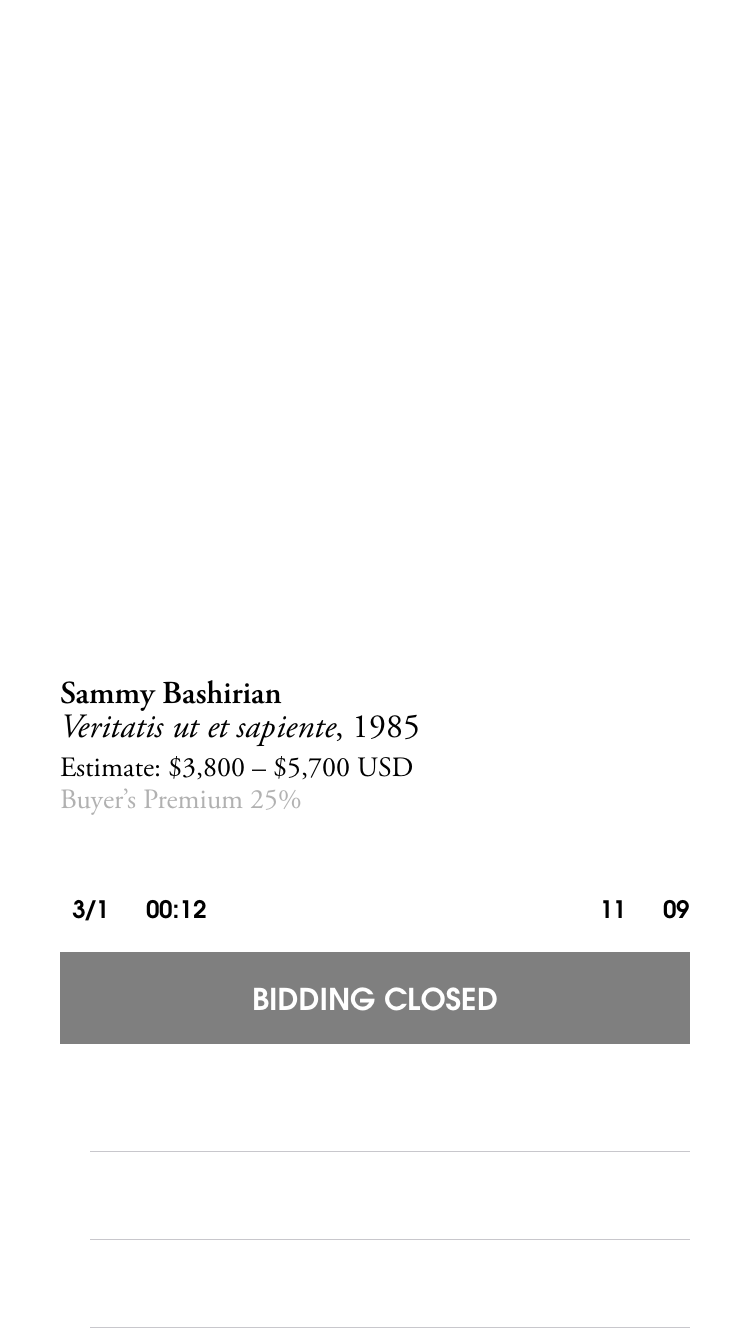 Sammy Bashirian
Veritatis ut et sapiente, 1985
Estimate: $3,800 – $5,700 USD
Buyer’s Premium 25%
3/1 00:12 11 09
BIDDING CLOSED